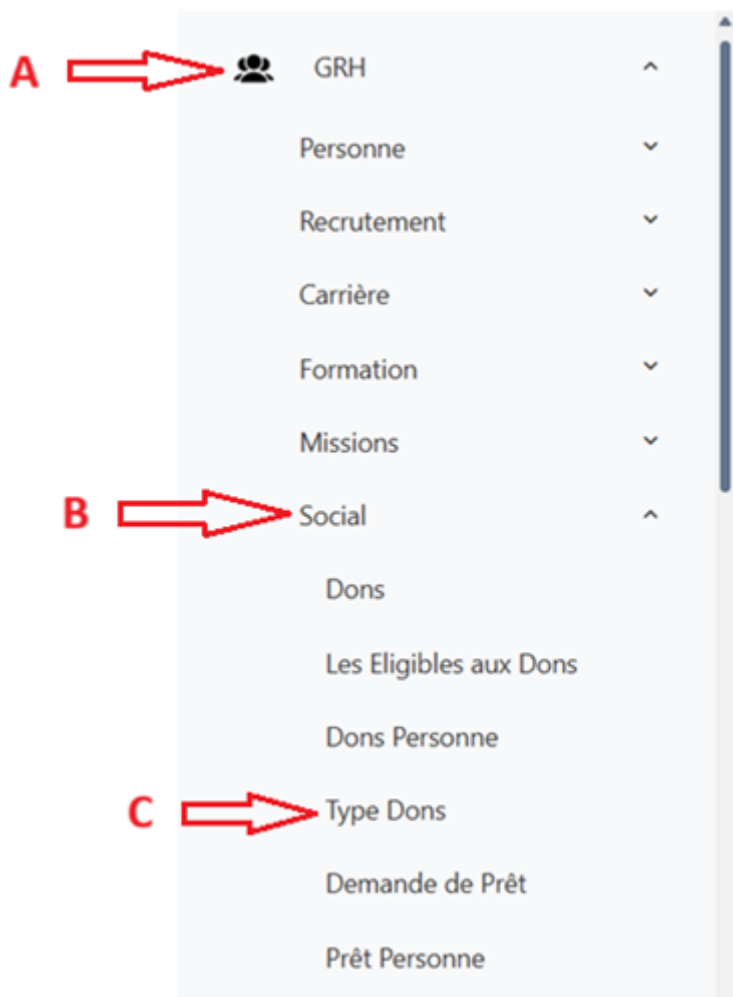 A GRH
Personne
Recrutement
Carrière
Formation
Missions
B Social
Dons
Les Eligibles aux Dons
Dons Personne
C Type Dons
Demande de Prêt
Prêt Personne